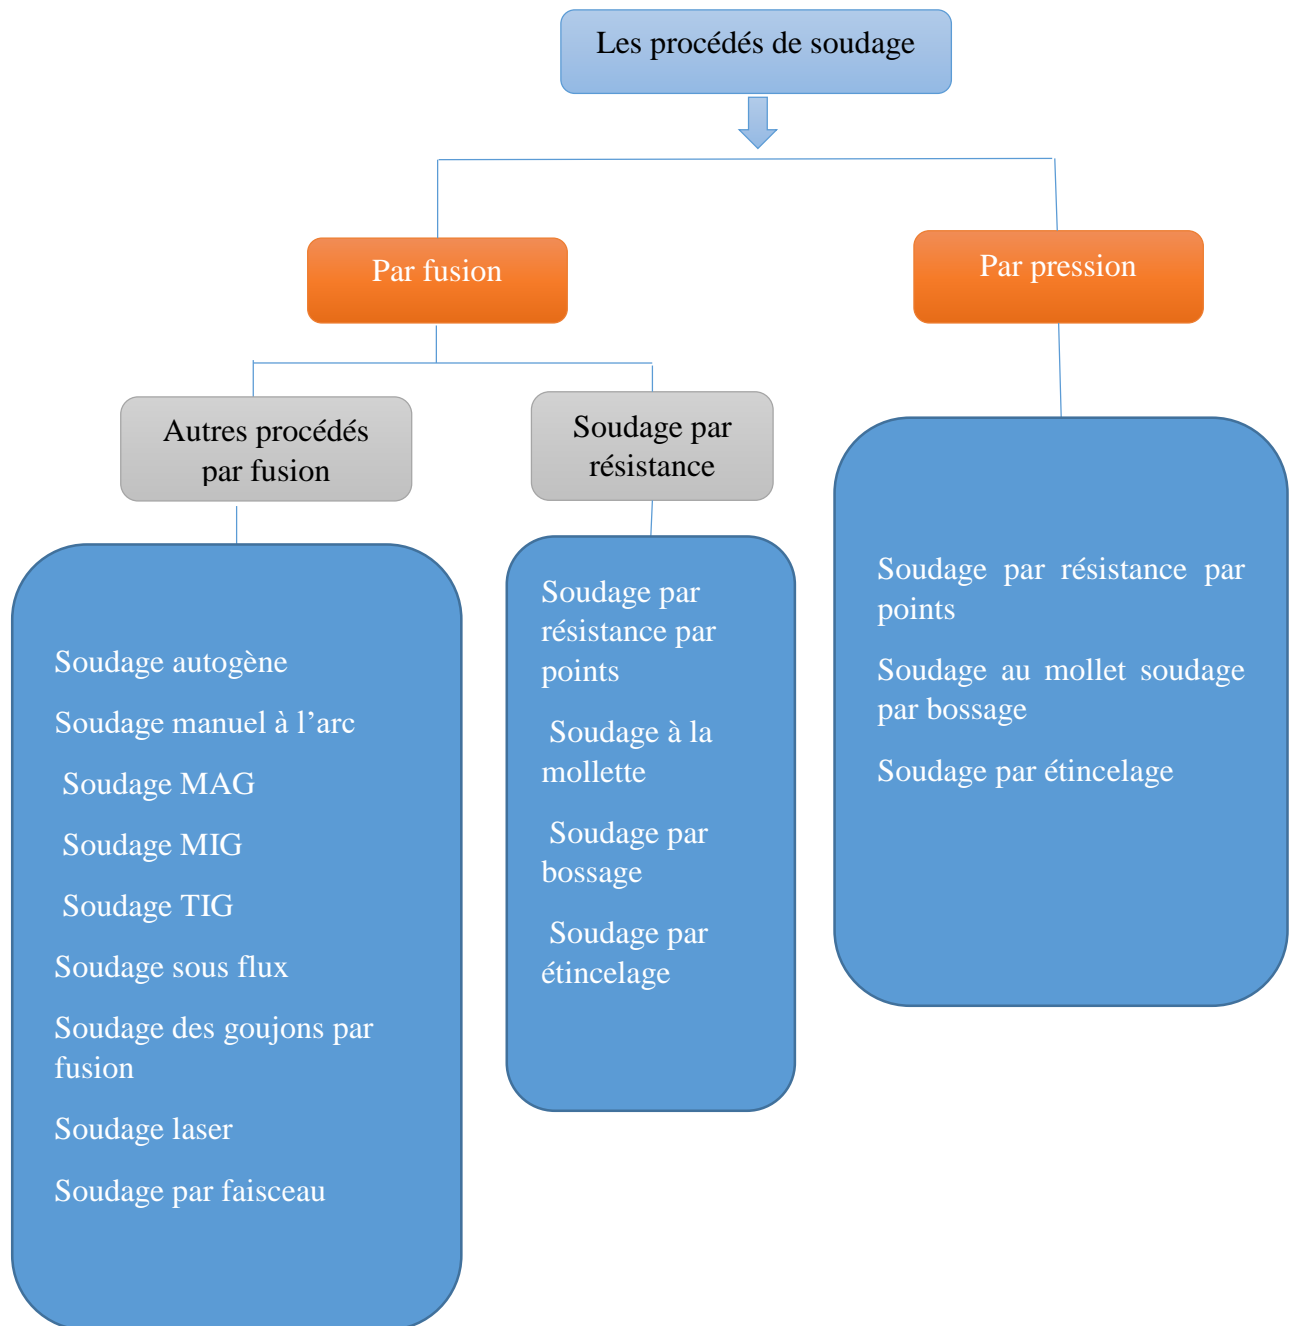 Les procédés de soudage
Par fusion
Par pression
Autres procédés
par fusion
Soudage par
résistance
Soudage autogène
Soudage manuel à l’arc
Soudage MAG
Soudage MIG
Soudage TIG
Soudage sous flux
Soudage des goujons par
fusion
Soudage laser
Soudage par faisceau
Soudage par
résistance par
points
Soudage à la
mollette
Soudage par
bossage
Soudage par
étincelage
Soudage par résistance par
points
Soudage au mollet soudage
par bossage
Soudage par étincelage